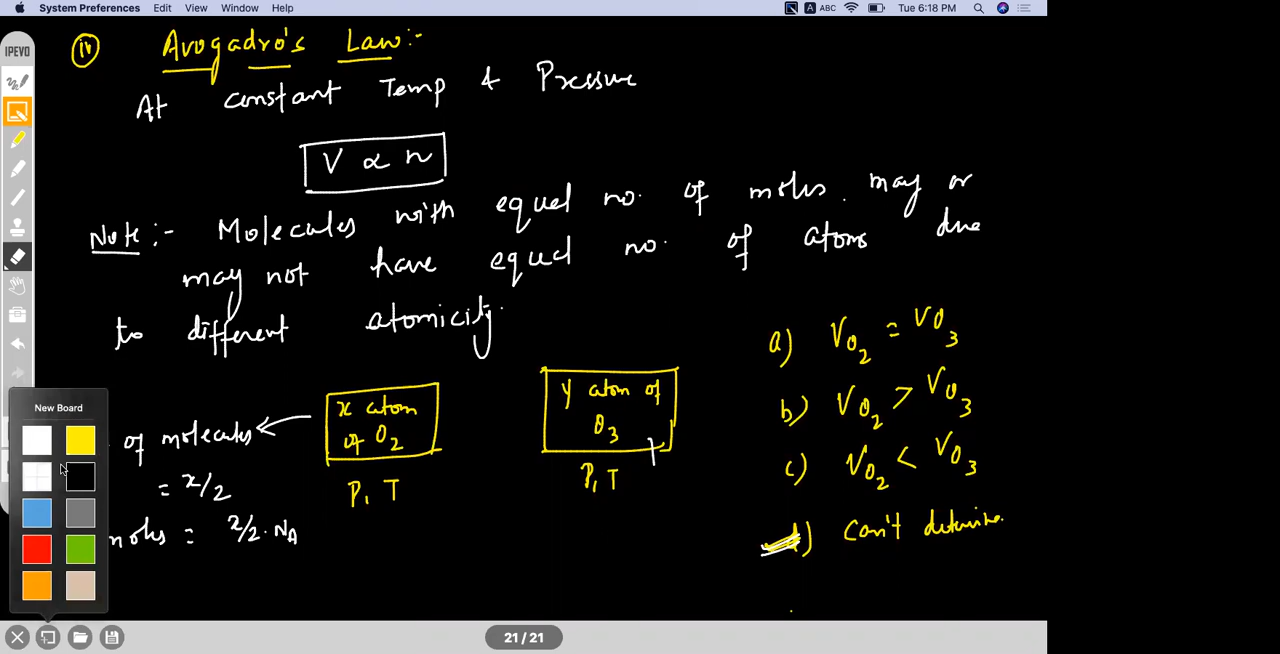 System Preferences Edit View Window Help
A ABC Tue 6:18 PM
IPEVO
iv Avogadro's Law:-
At constant Temp & Pressure
V ∝ n
Note:- Molecules with equal no. of moles. may or
may not have equal no. of atoms due
to different atomicity.
a) VO2 = VO3
x atom
of O2
y atom of
O3
b) VO2 > VO3
New Board
of molecules
c) VO2 < VO3
= x/2
P, T
P, T
moles = x/2·NA
d) Can't determine
21 / 21